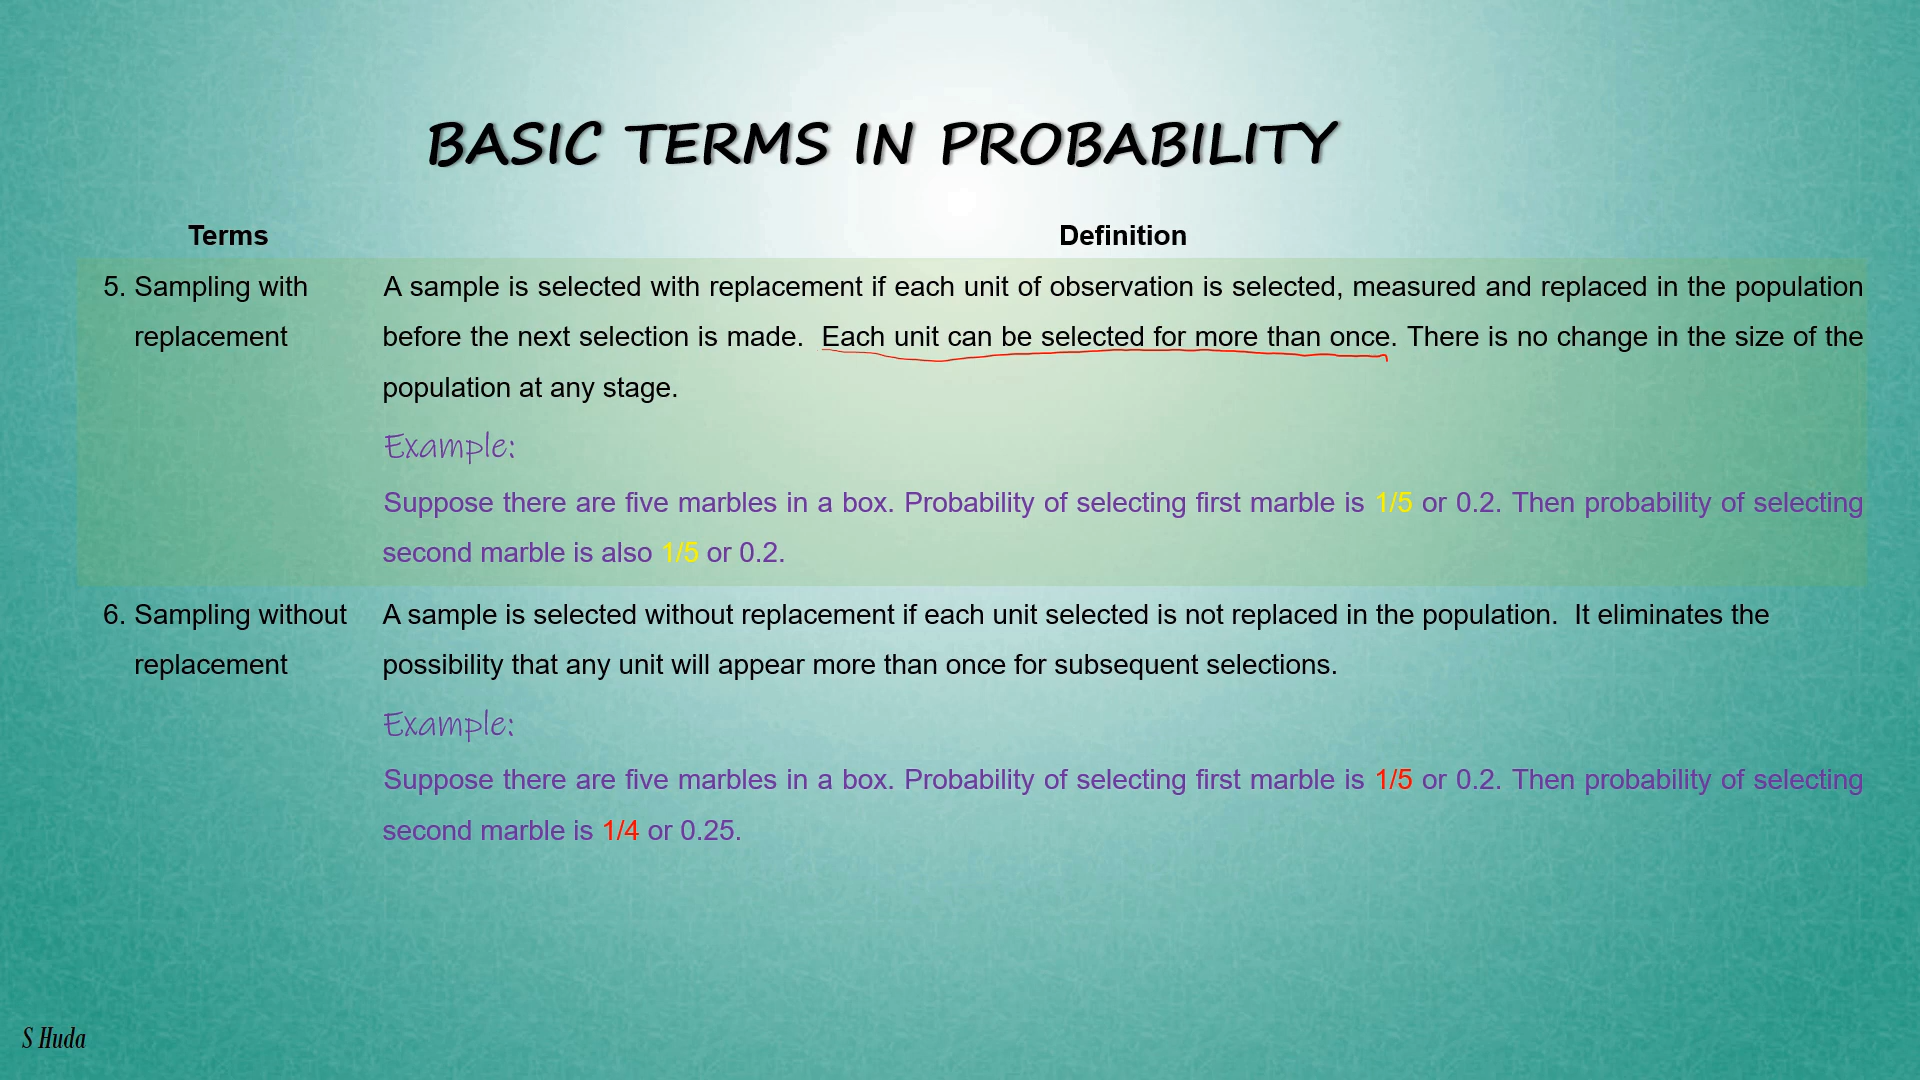 BASIC TERMS IN PROBABILITY
Terms Definition
5. Sampling with A sample is selected with replacement if each unit of observation is selected, measured and replaced in the population
replacement before the next selection is made. Each unit can be selected for more than once. There is no change in the size of the
population at any stage.
Example:
Suppose there are five marbles in a box. Probability of selecting first marble is 1/5 or 0.2. Then probability of selecting
second marble is also 1/5 or 0.2.
6. Sampling without A sample is selected without replacement if each unit selected is not replaced in the population. It eliminates the
replacement possibility that any unit will appear more than once for subsequent selections.
Example:
Suppose there are five marbles in a box. Probability of selecting first marble is 1/5 or 0.2. Then probability of selecting
second marble is 1/4 or 0.25.
S Huda